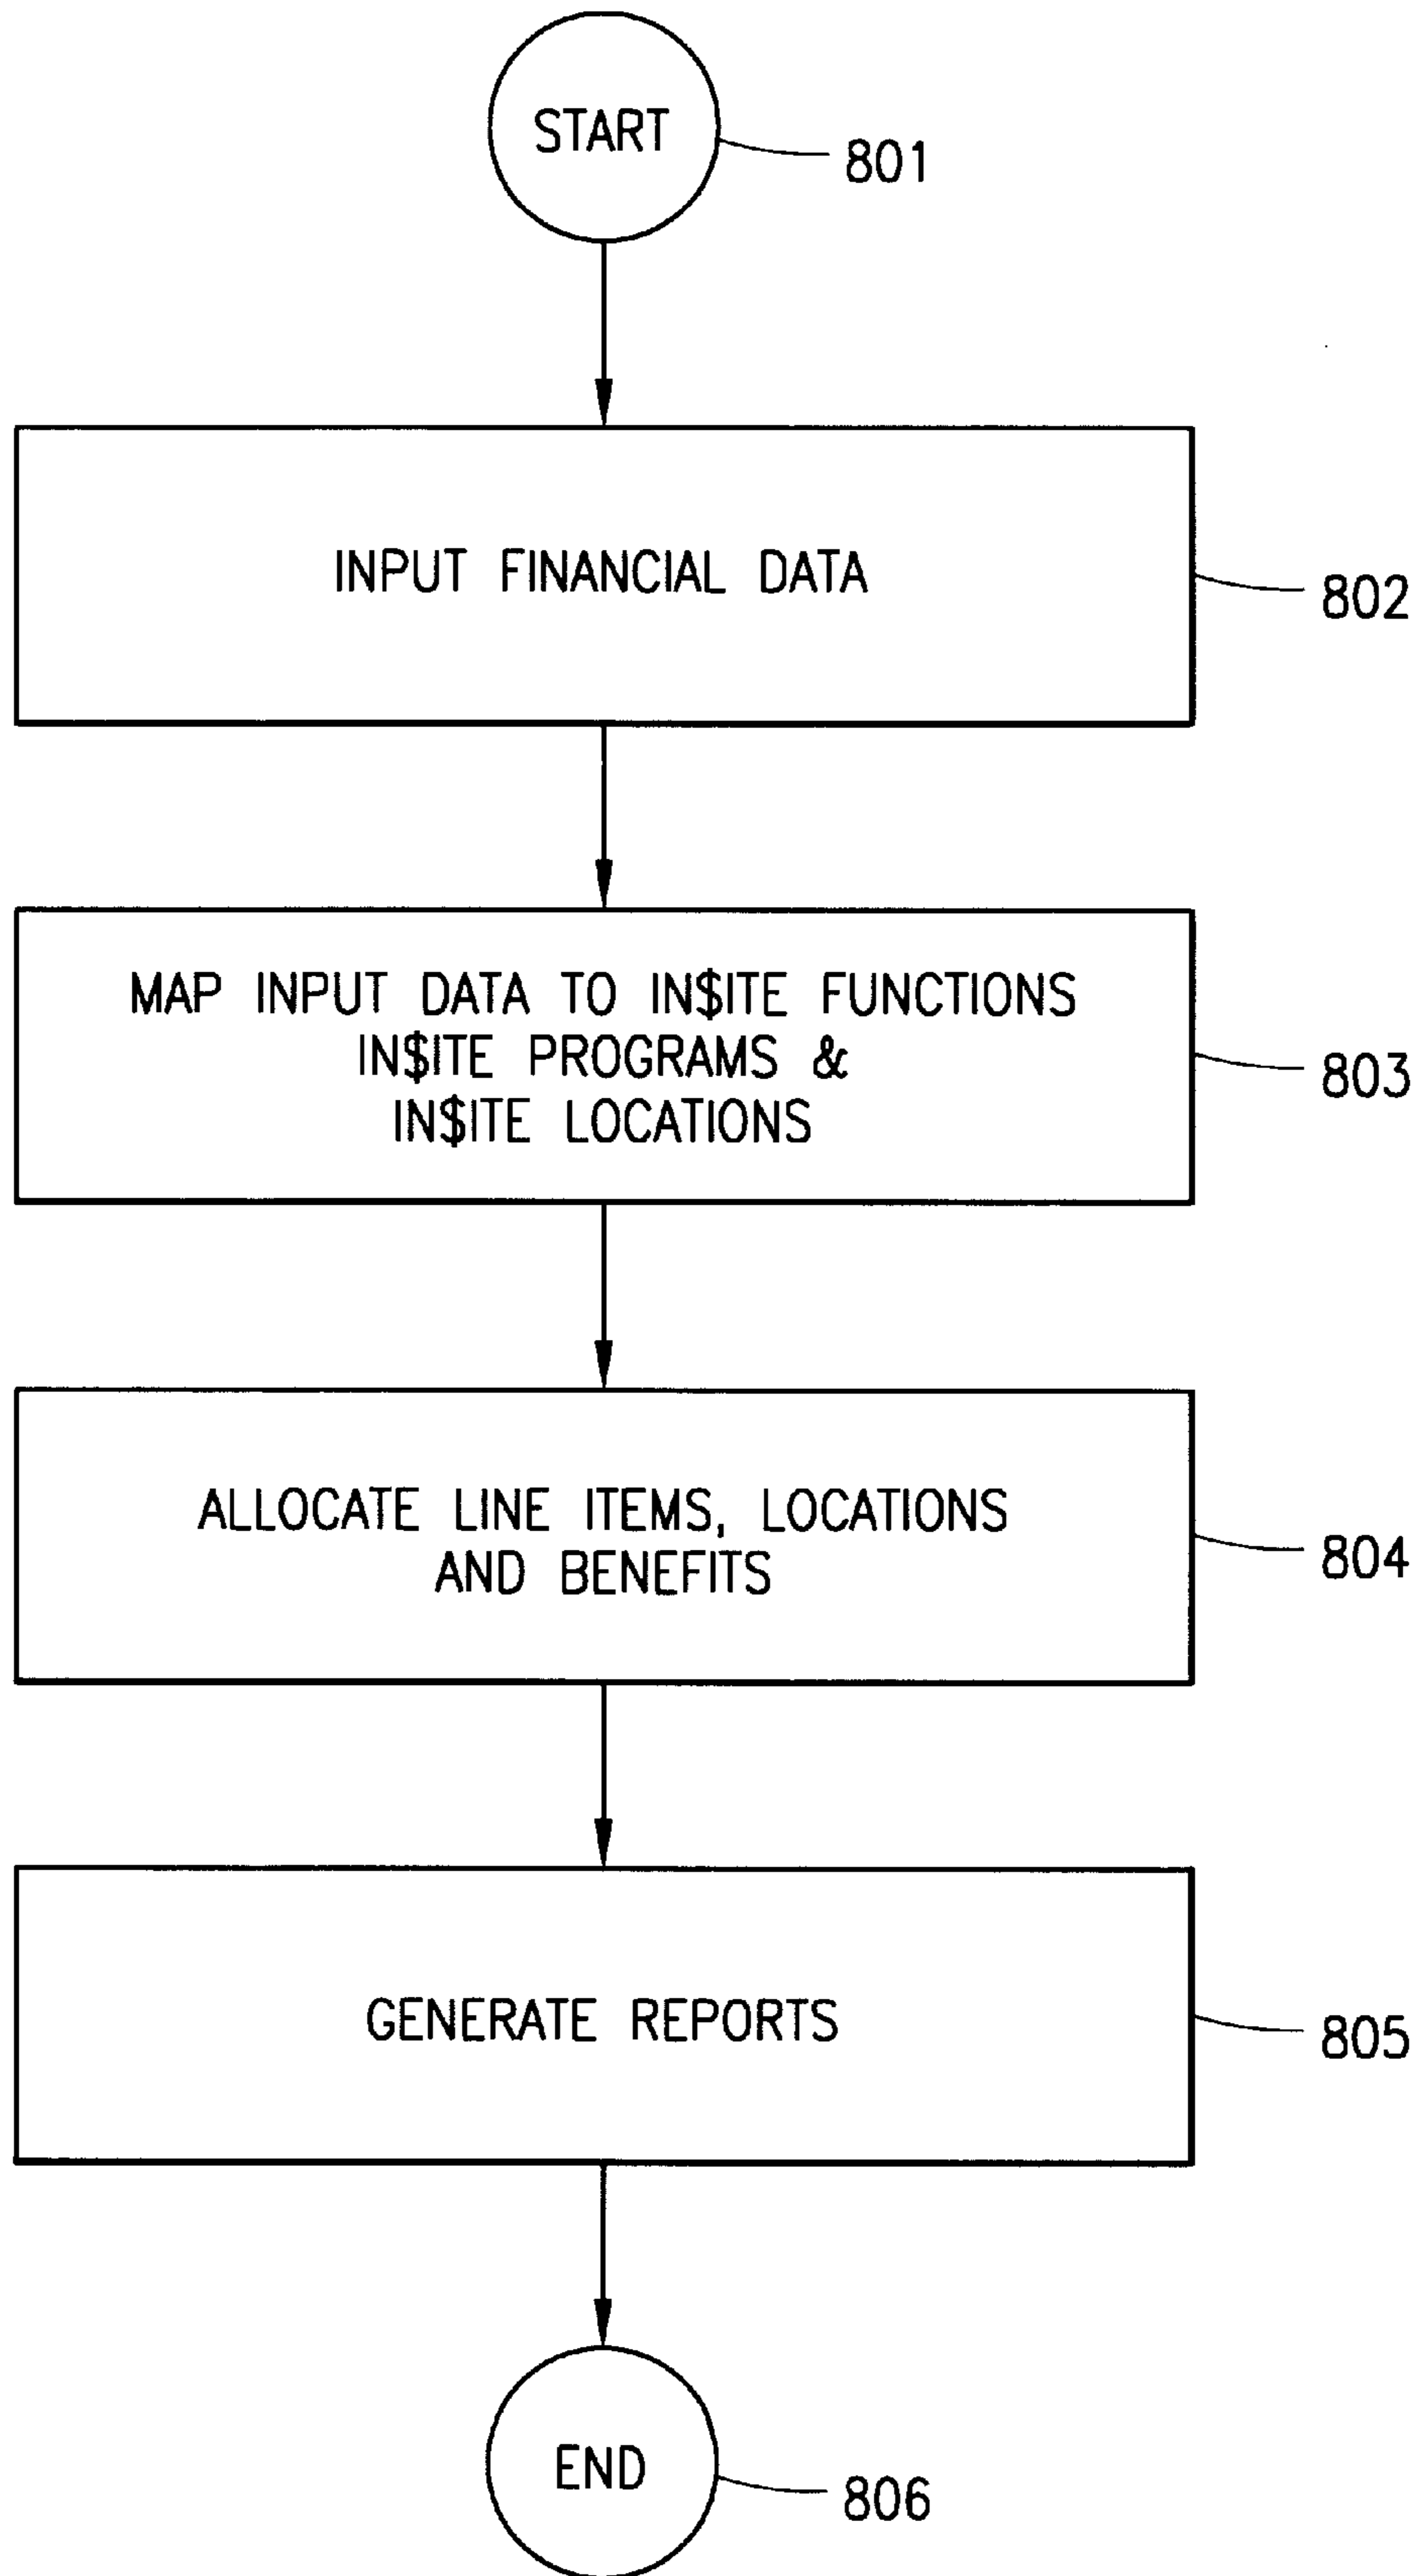 START
801
INPUT FINANCIAL DATA
802
MAP INPUT DATA TO IN$ITE FUNCTIONS
IN$ITE PROGRAMS &
IN$ITE LOCATIONS
803
ALLOCATE LINE ITEMS, LOCATIONS
AND BENEFITS
804
GENERATE REPORTS
805
END
806